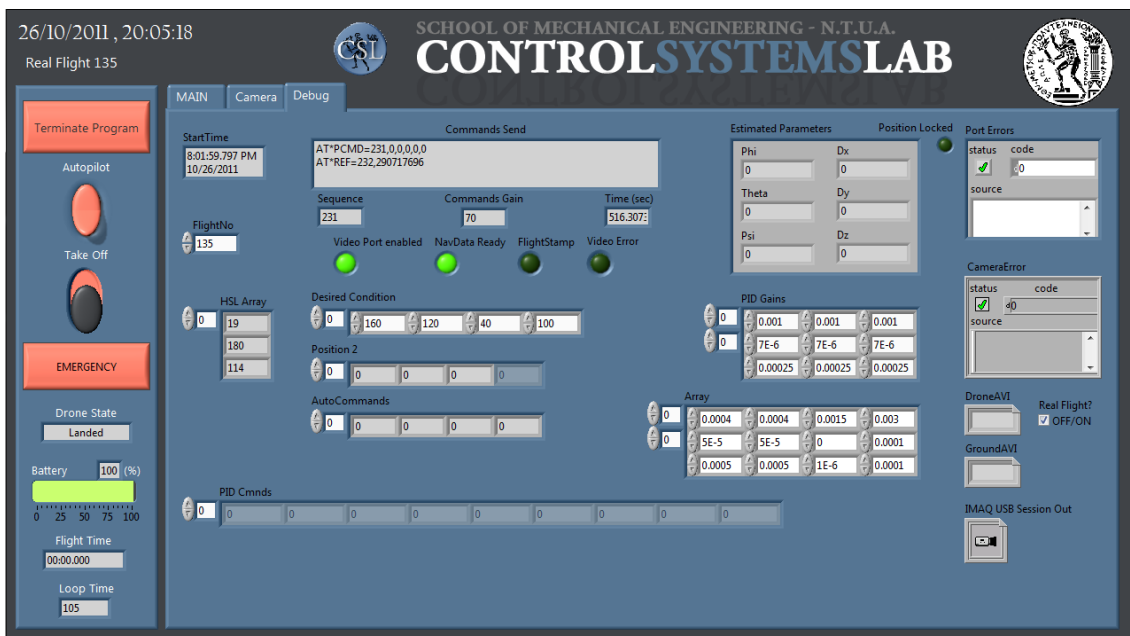 26/10/2011 , 20:05:18
Real Flight 135
CSL
SCHOOL OF MECHANICAL ENGINEERING - N.T.U.A.
CONTROLSYSTEMSLAB
MAIN Camera Debug
Terminate Program
Autopilot
Take Off
EMERGENCY
Drone State
Landed
Battery 100 (%)
0 25 50 75 100
Flight Time
00:00.000
Loop Time
105
StartTime
8:01:59.797 PM
10/26/2011
FlightNo
135
Commands Send
AT*PCMD=231,0,0,0,0,0
AT*REF=232,290717696
Sequence Commands Gain Time (sec)
231 70 516.307
Video Port enabled NavData Ready FlightStamp Video Error
HSL Array
0 19
180
114
Desired Condition
0 160 120 40 100
Position 2
0 0 0 0 0
AutoCommands
0 0 0 0 0
PID Cmnds
0 0 0 0 0 0 0 0 0 0
Estimated Parameters Position Locked
Phi Dx
0 0
Theta Dy
0 0
Psi Dz
0 0
PID Gains
0 0.001 0.001 0.001
0 7E-6 7E-6 7E-6
0.00025 0.00025 0.00025
Array
0 0.0004 0.0004 0.0015 0.003
0 5E-5 5E-5 0 0.0001
0.0005 0.0005 1E-6 0.0001
Port Errors
status code
d0
source
CameraError
status code
d0
source
DroneAVI
Real Flight?
OFF/ON
GroundAVI
IMAQ USB Session Out